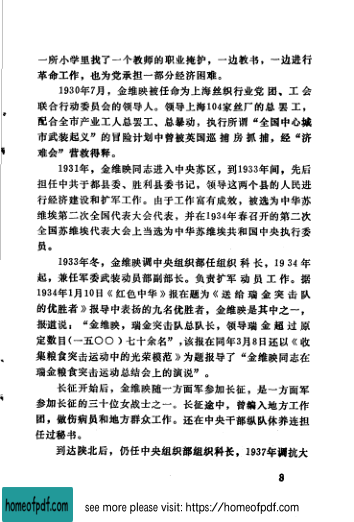 一所小学里找了一个教师的职业掩护，一边教书，一边进行
革命工作，也为党承担一部分经济困难。
1930年7月，金维映被任命为上海丝织行业党团、工会
联合行动委员会的领导人。领导上海104家丝厂的总罢工，
配合全市产业工人总罢工、总暴动，执行所谓“全国中心城
市武装起义”的冒险计划中曾被英国巡捕房抓捕，经“济
难会”营救得释。
1931年，金维映同志进入中央苏区，到1933年间，先后
担任中共于都县委、胜利县委书记，领导这两个县的人民进
行经济建设和扩军工作。由于工作富有成效，被选为中华苏
维埃第二次全国代表大会代表，并在1934年春召开的第二次
全国苏维埃代表大会上当选为中华苏维埃共和国中央执行委
员。
1933年冬，金维映调中央组织部任组织科长，1934年
起，兼任军委武装动员部副部长。负责扩军动员工作。据
1934年1月10日《红色中华》报在题为《送给瑞金突击队
的优胜者》报导中表扬的九名优胜者，金维映是其中之一，
报道说：“金维映，瑞金突击队总队长，领导瑞金超过原
定数目（一五〇〇）七十余名”，该报在同年3月8日还以《收
集粮食突击运动中的光荣模范》为题报导了“金维映同志在
瑞金粮食突击运动总结会上的演说”。
长征开始后，金维映随一方面军参加长征，是一方面军
参加长征的三十位女战士之一。长征途中，曾编入地方工作
团，做伤病员和地方群众工作。还在中央干部纵队休养连担
任过秘书。
到达陕北后，仍任中央组织部组织科长，1937年调抗大
9
homeofpdf.com
see more please visit: https://homeofpdf.com